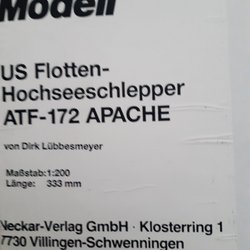 Modell
US Flotten-
Hochseeschlepper
ATF-172 APACHE
von Dirk Lübbesmeyer
Maßstab:1:200
Länge: 333 mm
Neckar-Verlag GmbH · Klosterring 1
7730 Villingen-Schwenningen